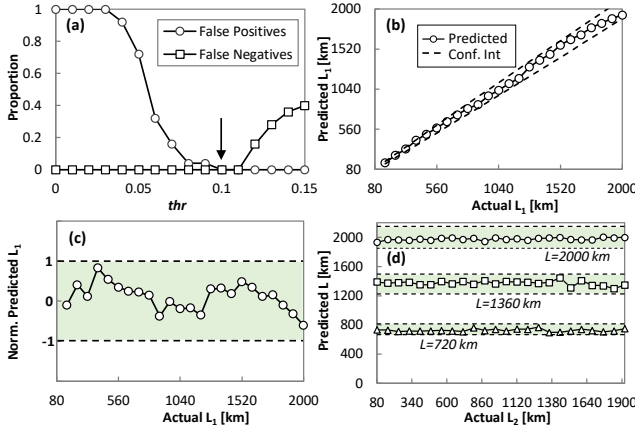 (a)
False Positives
False Negatives
Proportion
1
0.8
0.6
0.4
0.2
0
0 0.05 0.1 0.15
thr
(b)
Predicted
Conf. Int
Predicted L1 [km]
2000
1520
1040
560
80
80 560 1040 1520 2000
Actual L1 [km]
(c)
Norm. Predicted L1
1
0
-1
80 560 1040 1520 2000
Actual L1 [km]
(d)
Predicted L [km]
2000
1600
1200
800
400
0
L=2000 km
L=1360 km
L=720 km
80 340 600 860 1120 1380 1640 1900
Actual L2 [km]